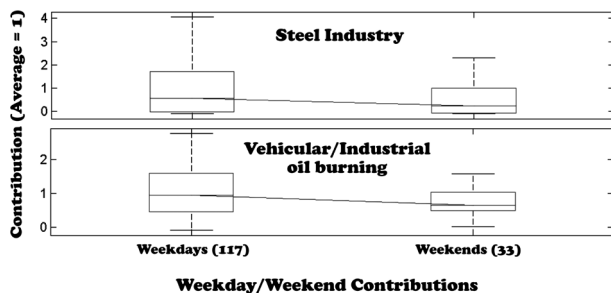 Contribution (Average = 1)
4
3
2
1
0
Steel Industry
2
1
0
Vehicular/Industrial
oil burning
Weekdays (117)
Weekends (33)
Weekday/Weekend Contributions